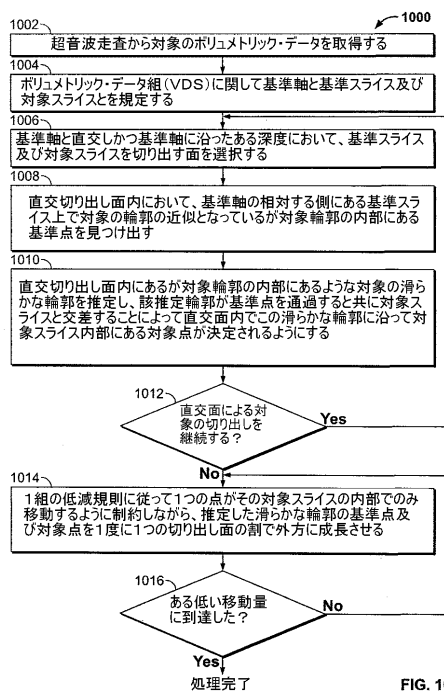 1000
1002
超音波走査から対象のボリュメトリック・データを取得する
1004
ボリュメトリック・データ組(VDS)に関して基準軸と基準スライス及び
対象スライスとを規定する
1006
基準軸と直交しかつ基準軸に沿ったある深度において、基準スライス
及び対象スライスを切り出す面を選択する
1008
直交切り出し面内において、基準軸の相対する側にある基準スラ
イス上で対象の輪郭の近似となっているが対象輪郭の内部にある
基準点を見つけ出す
1010
直交切り出し面内にあるが対象輪郭の内部にあるような対象の滑ら
かな輪郭を推定し、該推定輪郭が基準点を通過すると共に対象スラ
イスと交差することによって直交面内でこの滑らかな輪郭に沿って対
象スライス内部にある対象点が決定されるようにする
1012
直交面による対
象の切り出しを
継続する?
Yes
No
1014
1組の低減規則に従って1つの点がその対象スライスの内部でのみ
移動するように制約しながら、推定した滑らかな輪郭の基準点及
び対象点を1度に1つの切り出し面の割で外方に成長させる
1016
ある低い移動量
に到達した?
No
Yes
処理完了
FIG. 1